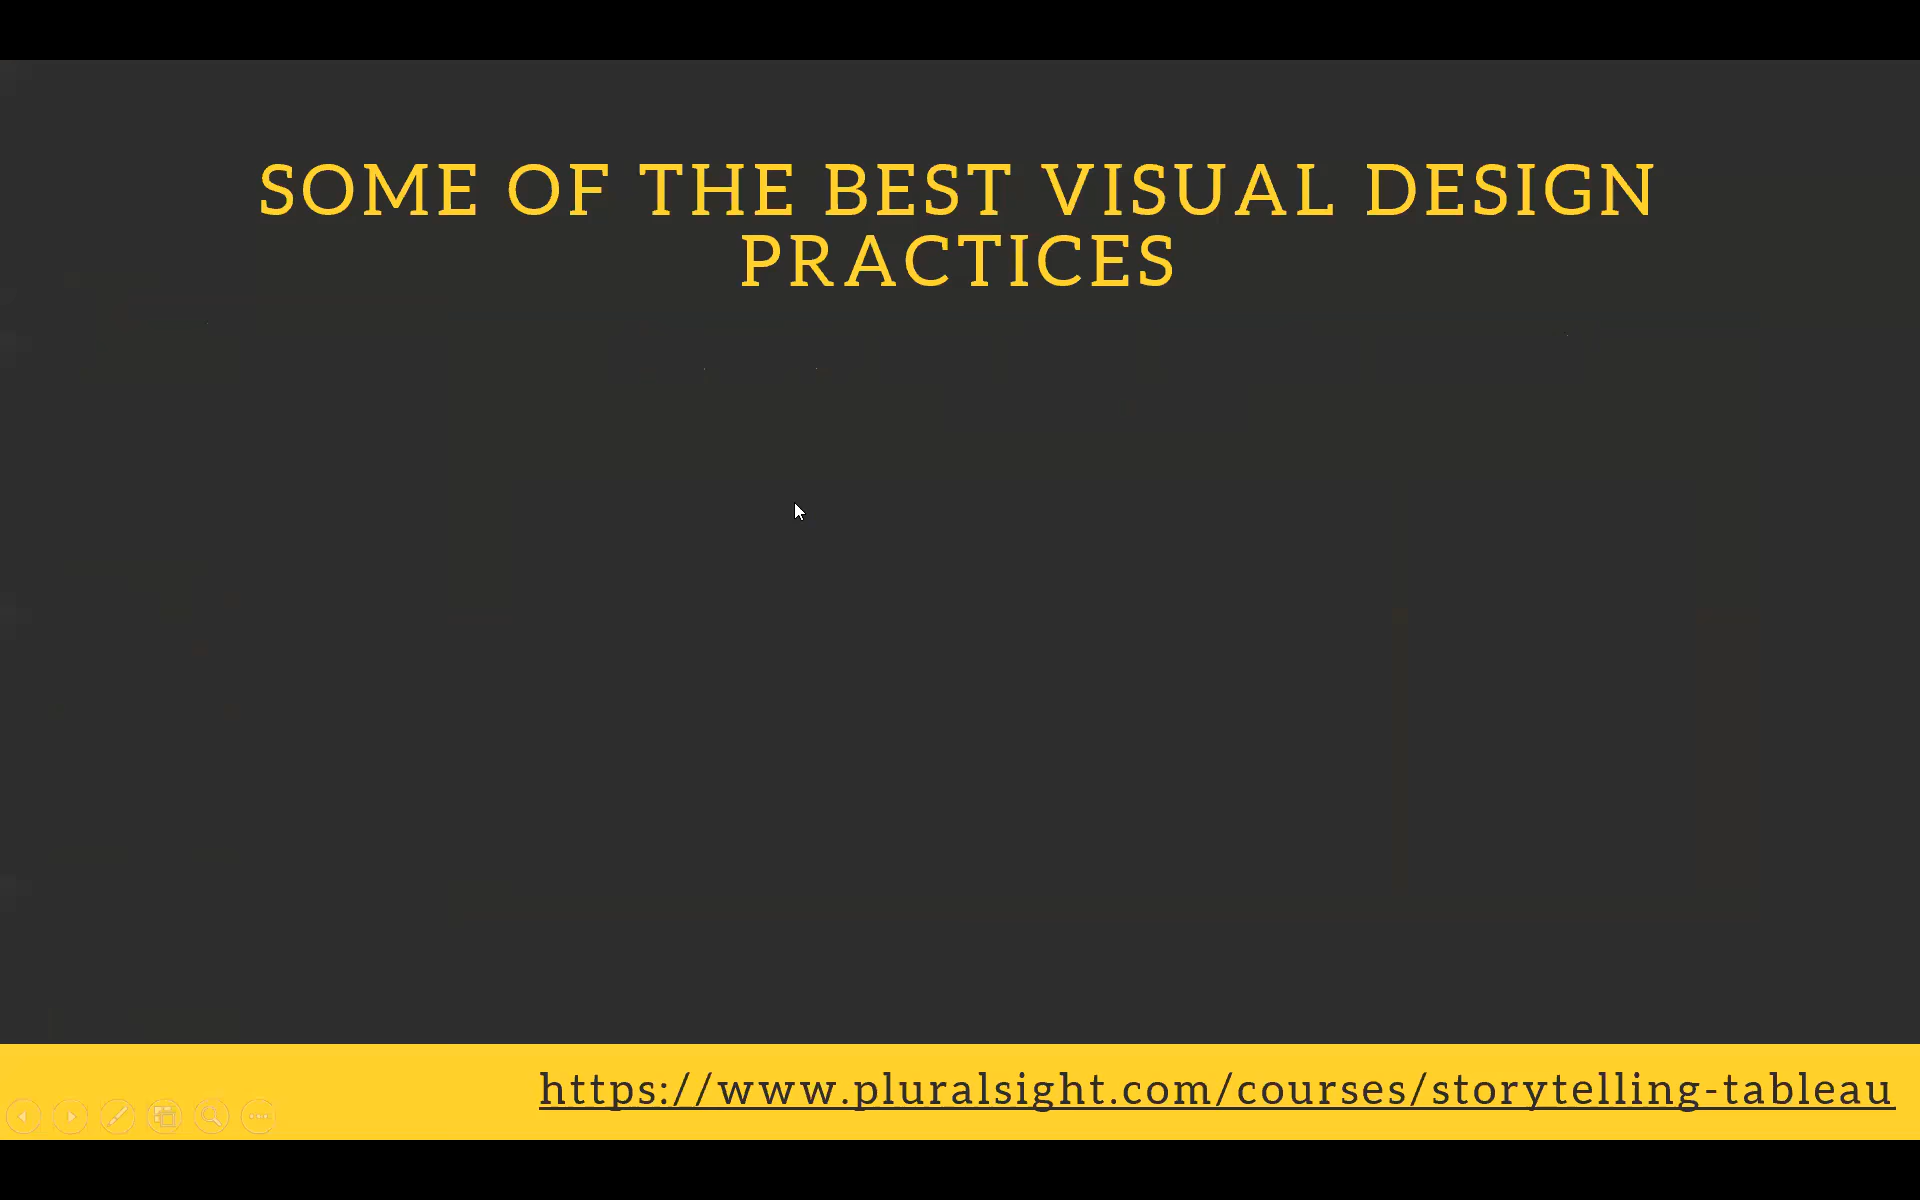 SOME OF THE BEST VISUAL DESIGN
PRACTICES
https://www.pluralsight.com/courses/storytelling-tableau